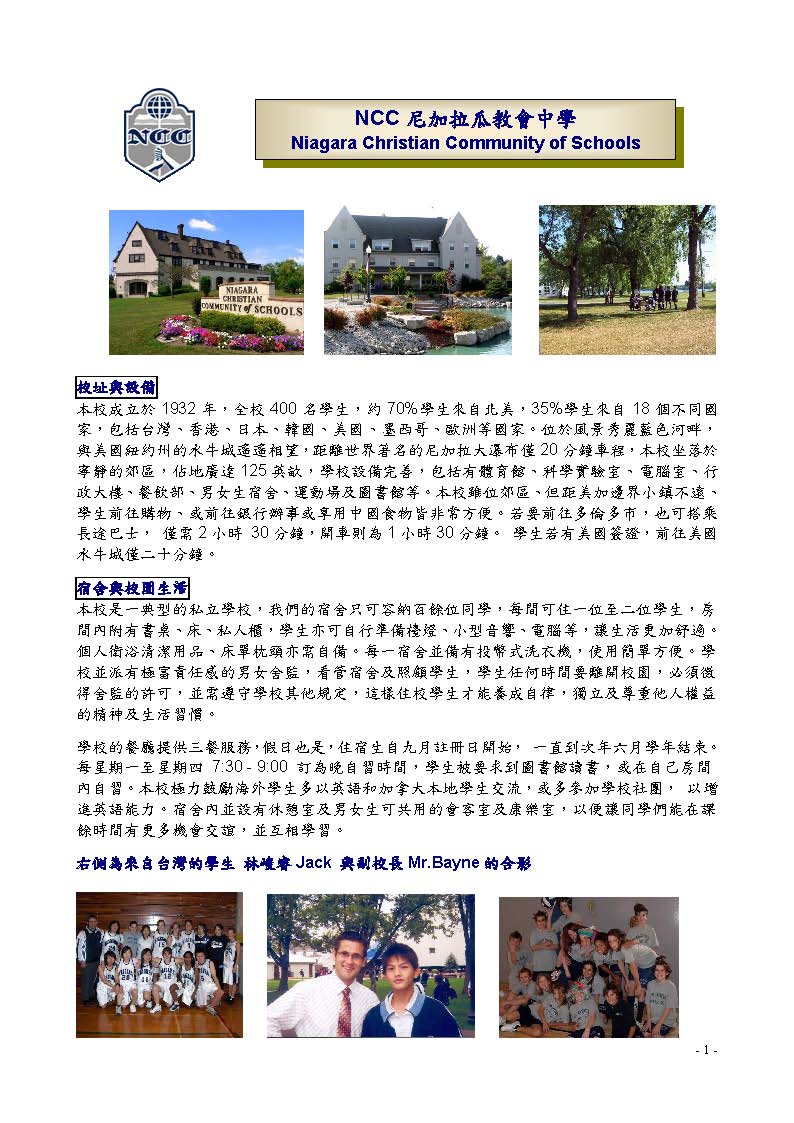 NCC
NCC 尼加拉瓜教會中學
Niagara Christian Community of Schools
NIAGARA
CHRISTIAN
COMMUNITY of SCHOOLS
校址與設備
本校成立於 1932 年，全校 400 名學生，約 70%學生來自北美，35%學生來自 18 個不同國
家，包括台灣、香港、日本、韓國、美國、墨西哥、歐洲等國家。位於風景秀麗藍色河畔，
與美國紐約州的水牛城遙遙相望，距離世界著名的尼加拉大瀑布僅 20 分鐘車程，本校坐落於
寧靜的郊區，佔地廣達 125 英畝，學校設備完善，包括有體育館、科學實驗室、電腦室、行
政大樓、餐飲部、男女生宿舍、運動場及圖書館等。本校雖位郊區、但距美加邊界小鎮不遠、
學生前往購物、或前往銀行辦事或享用中國食物皆非常方便。若要前往多倫多市，也可搭乘
長途巴士， 僅需 2 小時 30 分鐘，開車則為 1 小時 30 分鐘。 學生若有美國簽證，前往美國
水牛城僅二十分鐘。
宿舍與校園生活
本校是一典型的私立學校，我們的宿舍只可容納百餘位同學，每間可住一位至二位學生，房
間內附有書桌、床、私人櫃，學生亦可自行準備檯燈、小型音響、電腦等，讓生活更加舒適。
個人衛浴清潔用品、床單枕頭亦需自備。每一宿舍並備有投幣式洗衣機，使用簡單方便。學
校並派有極富責任感的男女舍監，看管宿舍及照顧學生，學生任何時間要離開校園，必須徵
得舍監的許可，並需遵守學校其他規定，這樣住校學生才能養成自律，獨立及尊重他人權益
的精神及生活習慣。
學校的餐廳提供三餐服務，假日也是，住宿生自九月註冊日開始， 一直到次年六月學年結束。
每星期一至星期四 7:30 - 9:00 訂為晚自習時間，學生被要求到圖書館讀書，或在自己房間
內自習。本校極力鼓勵海外學生多以英語和加拿大本地學生交流，或多參加學校社團， 以增
進英語能力。宿舍內並設有休憩室及男女生可共用的會客室及康樂室，以便讓同學們能在課
餘時間有更多機會交誼，並互相學習。
右側為來自台灣的學生 林峻睿 Jack 與副校長 Mr.Bayne 的合影
- 1 -